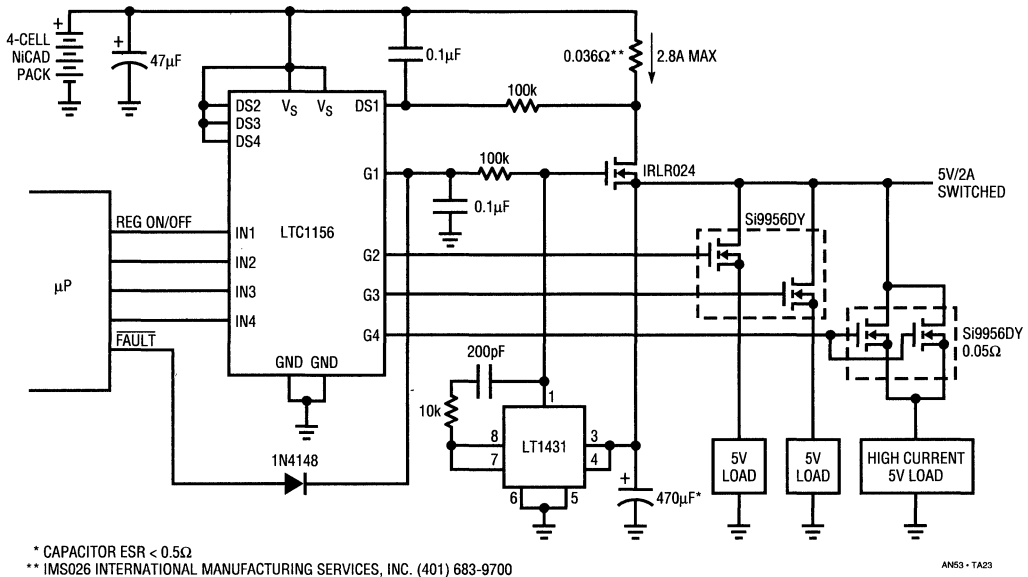 4-CELL
NiCAD
PACK
+
+
47µF
0.1µF
0.036Ω**
2.8A MAX
100k
DS2
DS3
DS4
VS
VS
DS1
G1
100k
0.1µF
IRLR024
5V/2A
SWITCHED
µP
REG ON/OFF
IN1
IN2
IN3
IN4
FAULT
LTC1156
G2
G3
G4
GND
GND
Si9956DY
Si9956DY
0.05Ω
200pF
10k
1
8
7
LT1431
3
4
6
5
1N4148
+
470µF*
5V
LOAD
5V
LOAD
HIGH CURRENT
5V LOAD
* CAPACITOR ESR < 0.5Ω
** IMS026 INTERNATIONAL MANUFACTURING SERVICES, INC. (401) 683-9700
AN53 • TA23